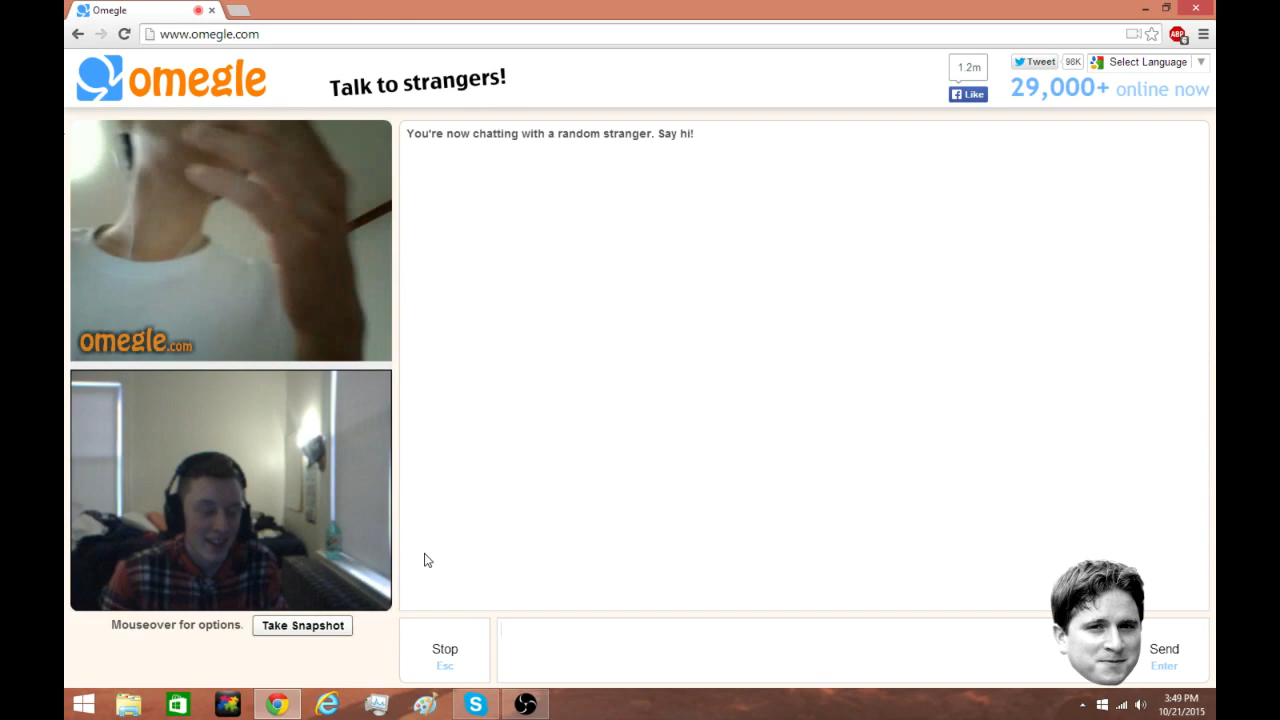 Omegle
www.omegle.com
omegle
Talk to strangers!
1.2m
Like
Tweet
98K
Select Language
29,000+ online now
You're now chatting with a random stranger. Say hi!
omegle.com
Mouseover for options.
Take Snapshot
Stop
Esc
Send
Enter
3:49 PM
10/21/2015
ABP